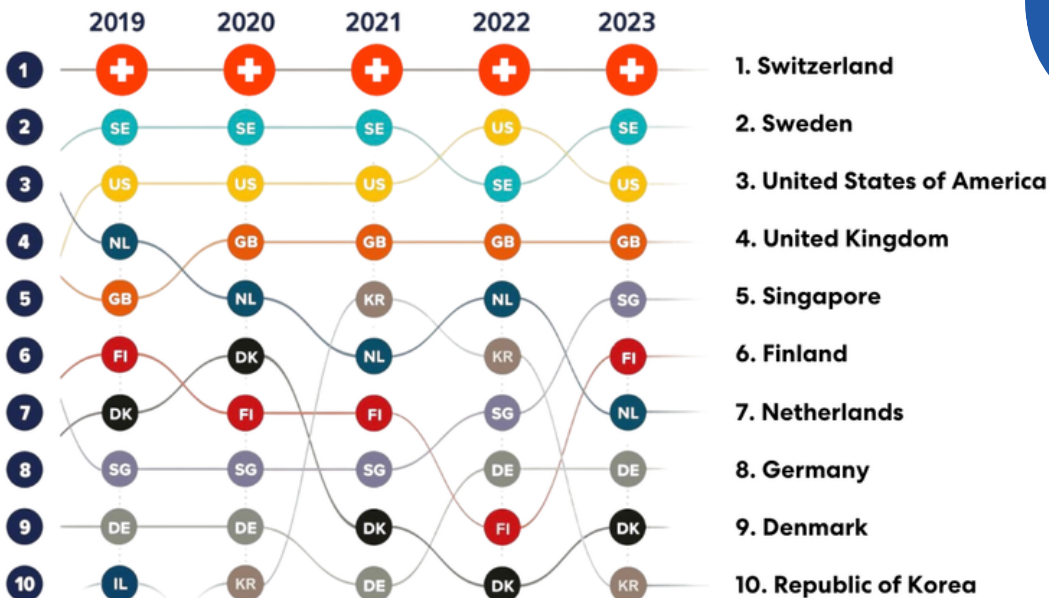 2019 2020 2021 2022 2023
1 1. Switzerland
2 SE SE SE US SE 2. Sweden
3 US US US SE US 3. United States of America
4 NL GB GB GB GB 4. United Kingdom
5 GB NL KR NL SG 5. Singapore
6 FI DK NL KR FI 6. Finland
7 DK FI FI SG NL 7. Netherlands
8 SG SG SG DE DE 8. Germany
9 DE DE DK FI DK 9. Denmark
10 IL KR DE DK KR 10. Republic of Korea